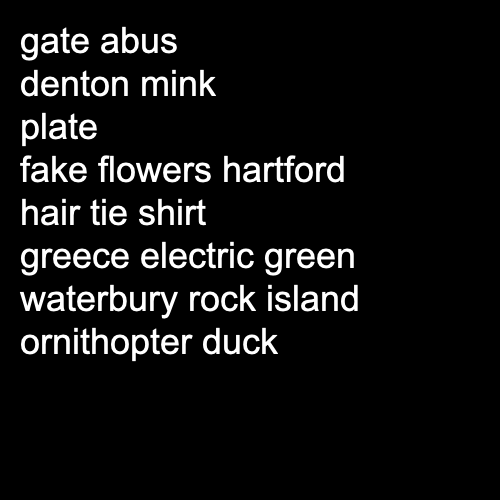 gate abus
denton mink
plate
fake flowers hartford
hair tie shirt
greece electric green
waterbury rock island
ornithopter duck